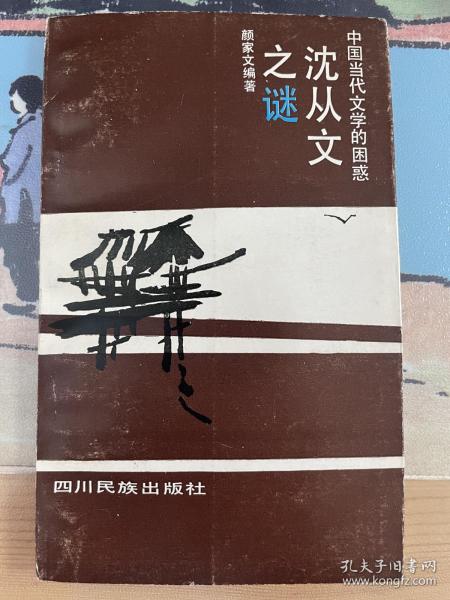 中国当代文学的困惑
沈从文
之谜
颜家文编著
四川民族出版社
孔夫子旧书网
www.kongfz.com